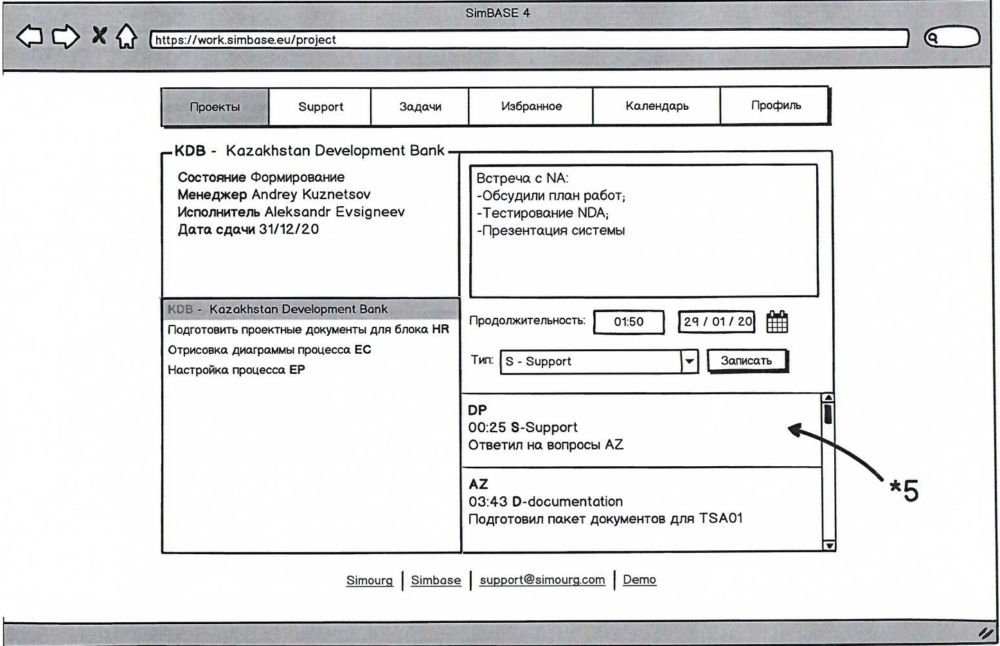 SimBASE 4
https://work.simbase.eu/project
Проекты Support Задачи Избранное Календарь Профиль
KDB - Kazakhstan Development Bank
Состояние Формирование
Менеджер Andrey Kuznetsov
Исполнитель Aleksandr Evsigneev
Дата сдачи 31/12/20
KDB - Kazakhstan Development Bank
Подготовить проектные документы для блока HR
Отрисовка диаграммы процесса EC
Настройка процесса EP
Встреча с NA:
-Обсудили план работ;
-Тестирование NDA;
-Презентация системы
Продолжительность: 01:50 29 / 01 / 20
Тип: S - Support Записать
DP
00:25 S-Support
Ответил на вопросы AZ
AZ
03:43 D-documentation
Подготовил пакет документов для TSA01
*5
Simourg | Simbase | support@simourg.com | Demo